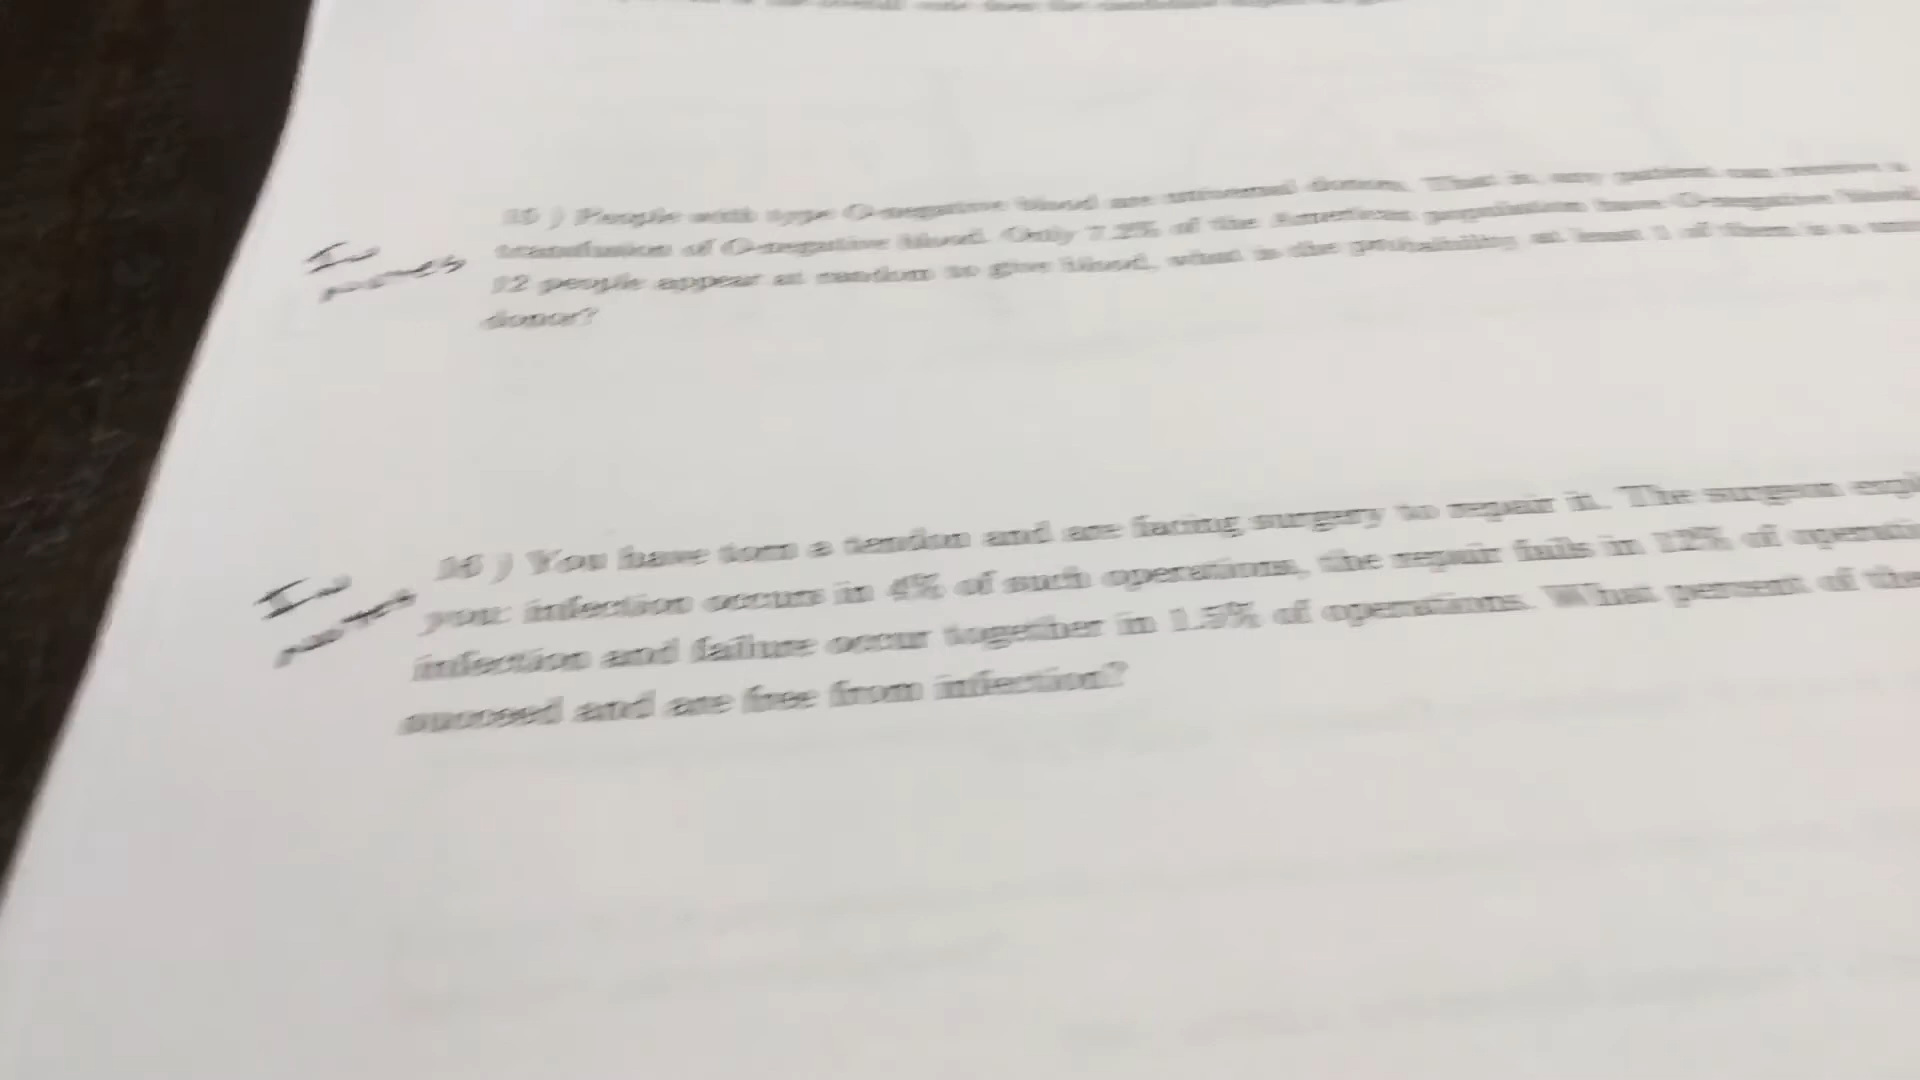 15 ) People with type O-negative blood are universal donors. That is, any patient can receive a
transfusion of O-negative blood. Only 7.2% of the American population have O-negative blood.
12 people appear at random to give blood, what is the probability at least 1 of them is a
donor?
In
notes
16 ) You have torn a tendon and are facing surgery to repair it. The surgeon
you: infection occurs in 4% of such operations, the repair fails in 12% of
infection and failure occur together in 1.5% of operations. What percent of
succeed and are free from infection?
In
notes